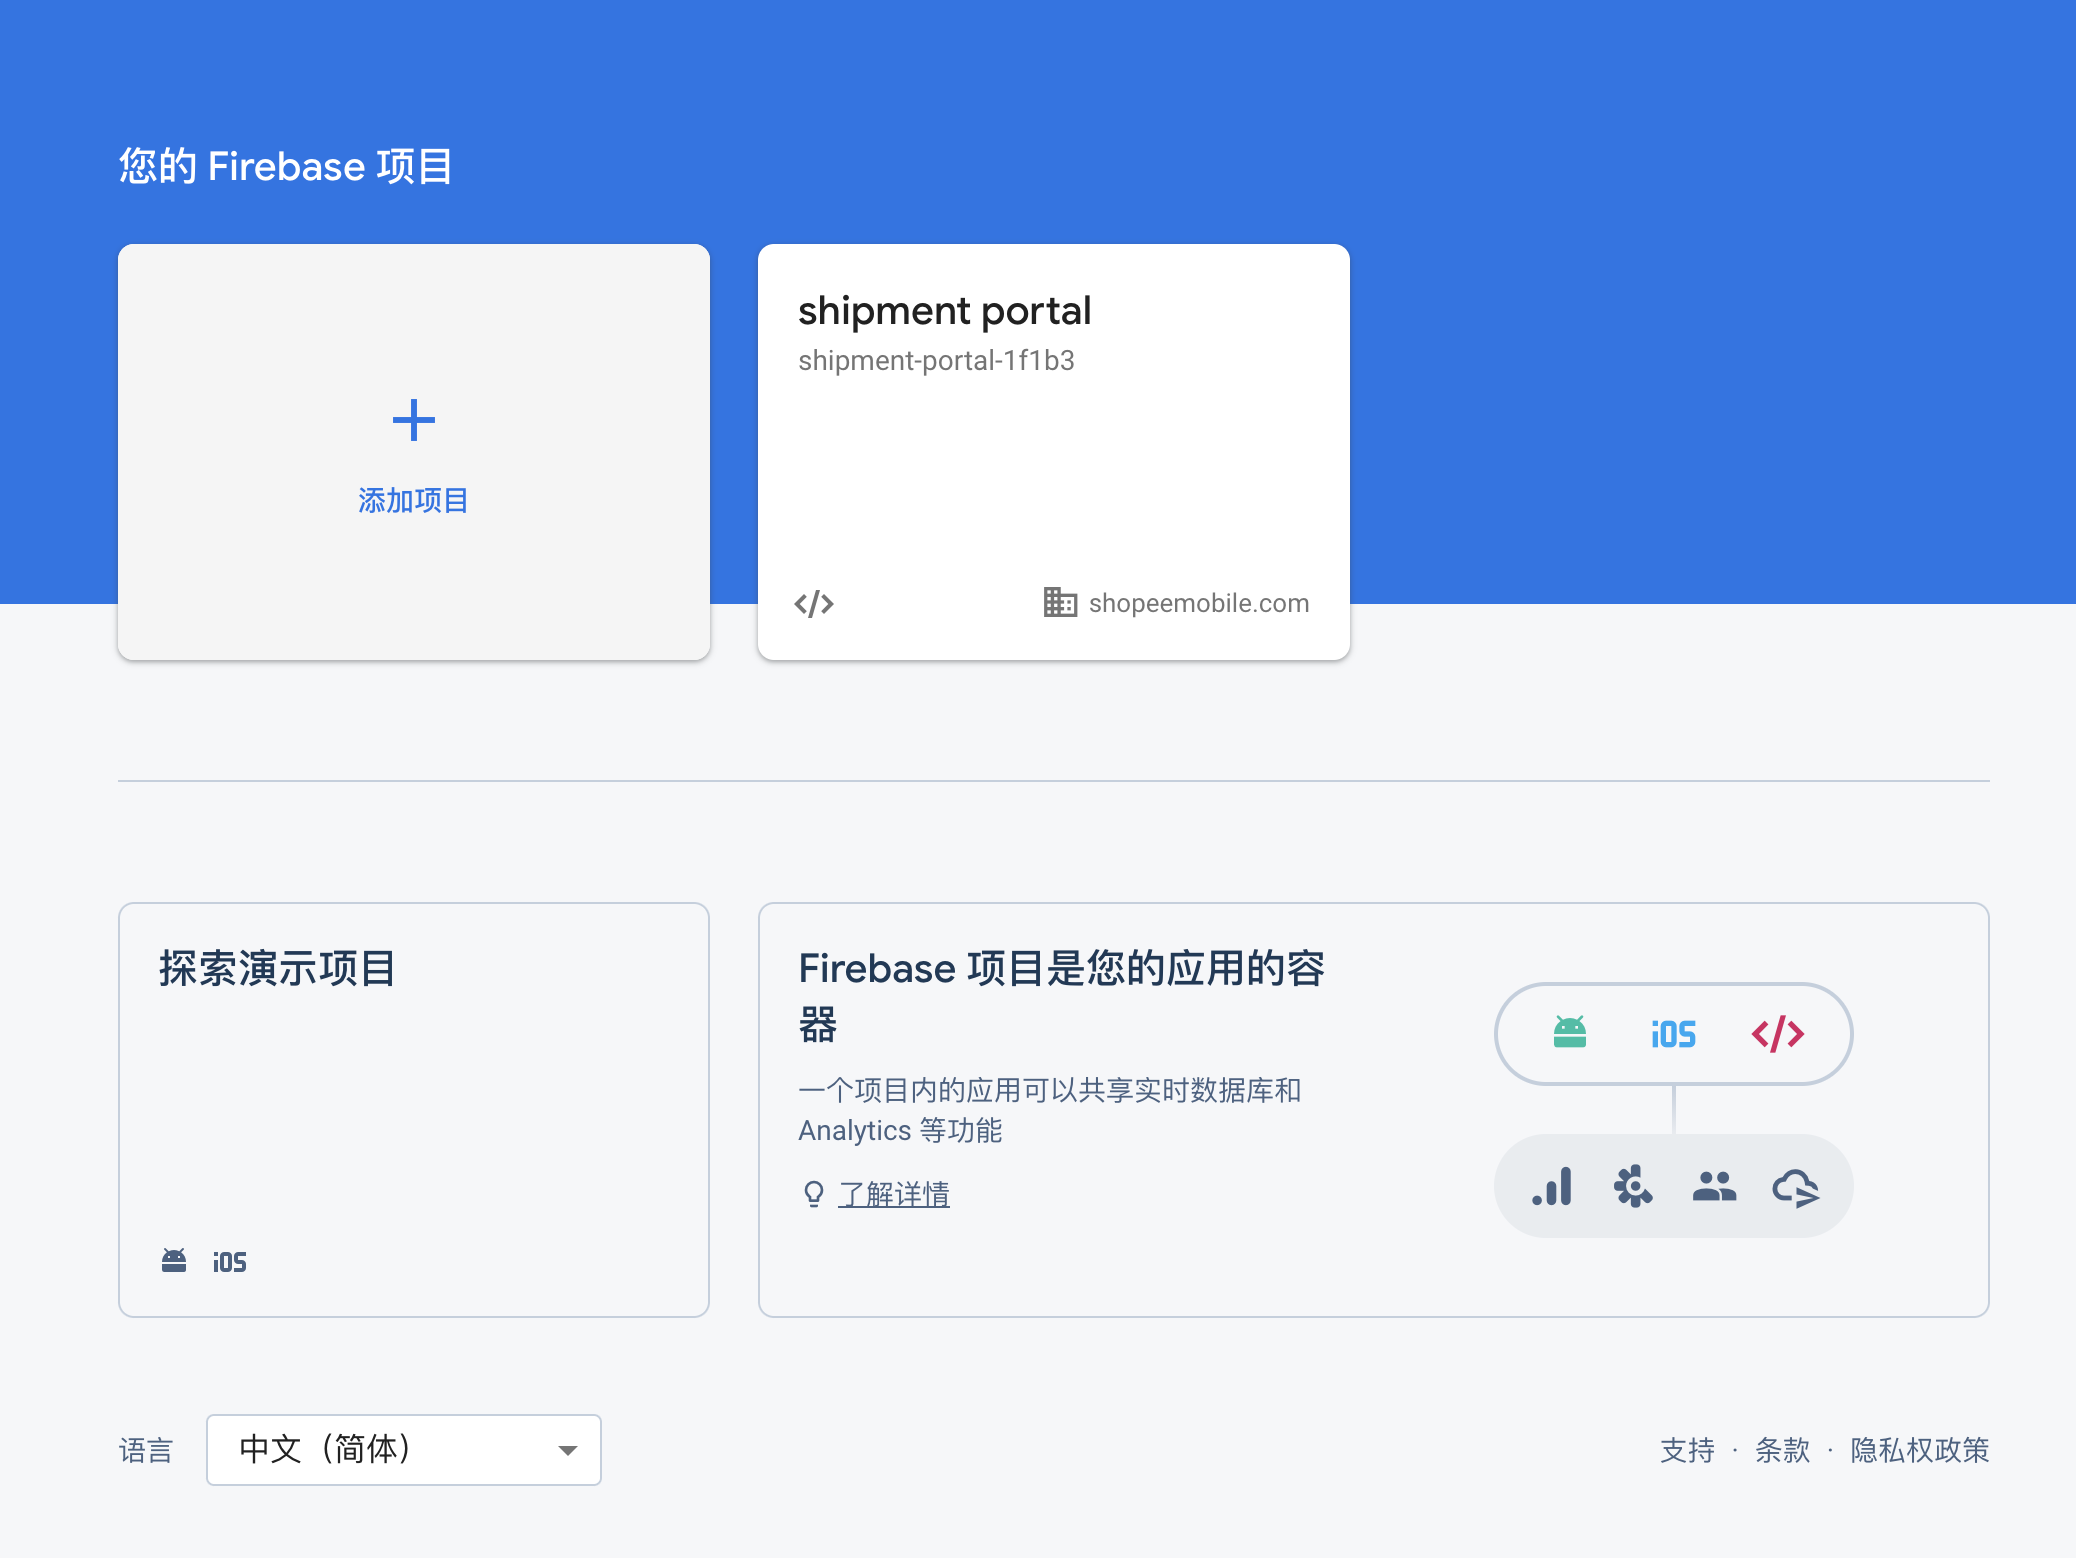 您的 Firebase 项目
添加项目
shipment portal
shipment-portal-1f1b3
shopeemobile.com
探索演示项目
iOS
Firebase 项目是您的应用的容
器
一个项目内的应用可以共享实时数据库和
Analytics 等功能
了解详情
iOS
语言
中文（简体）
支持 · 条款 · 隐私权政策